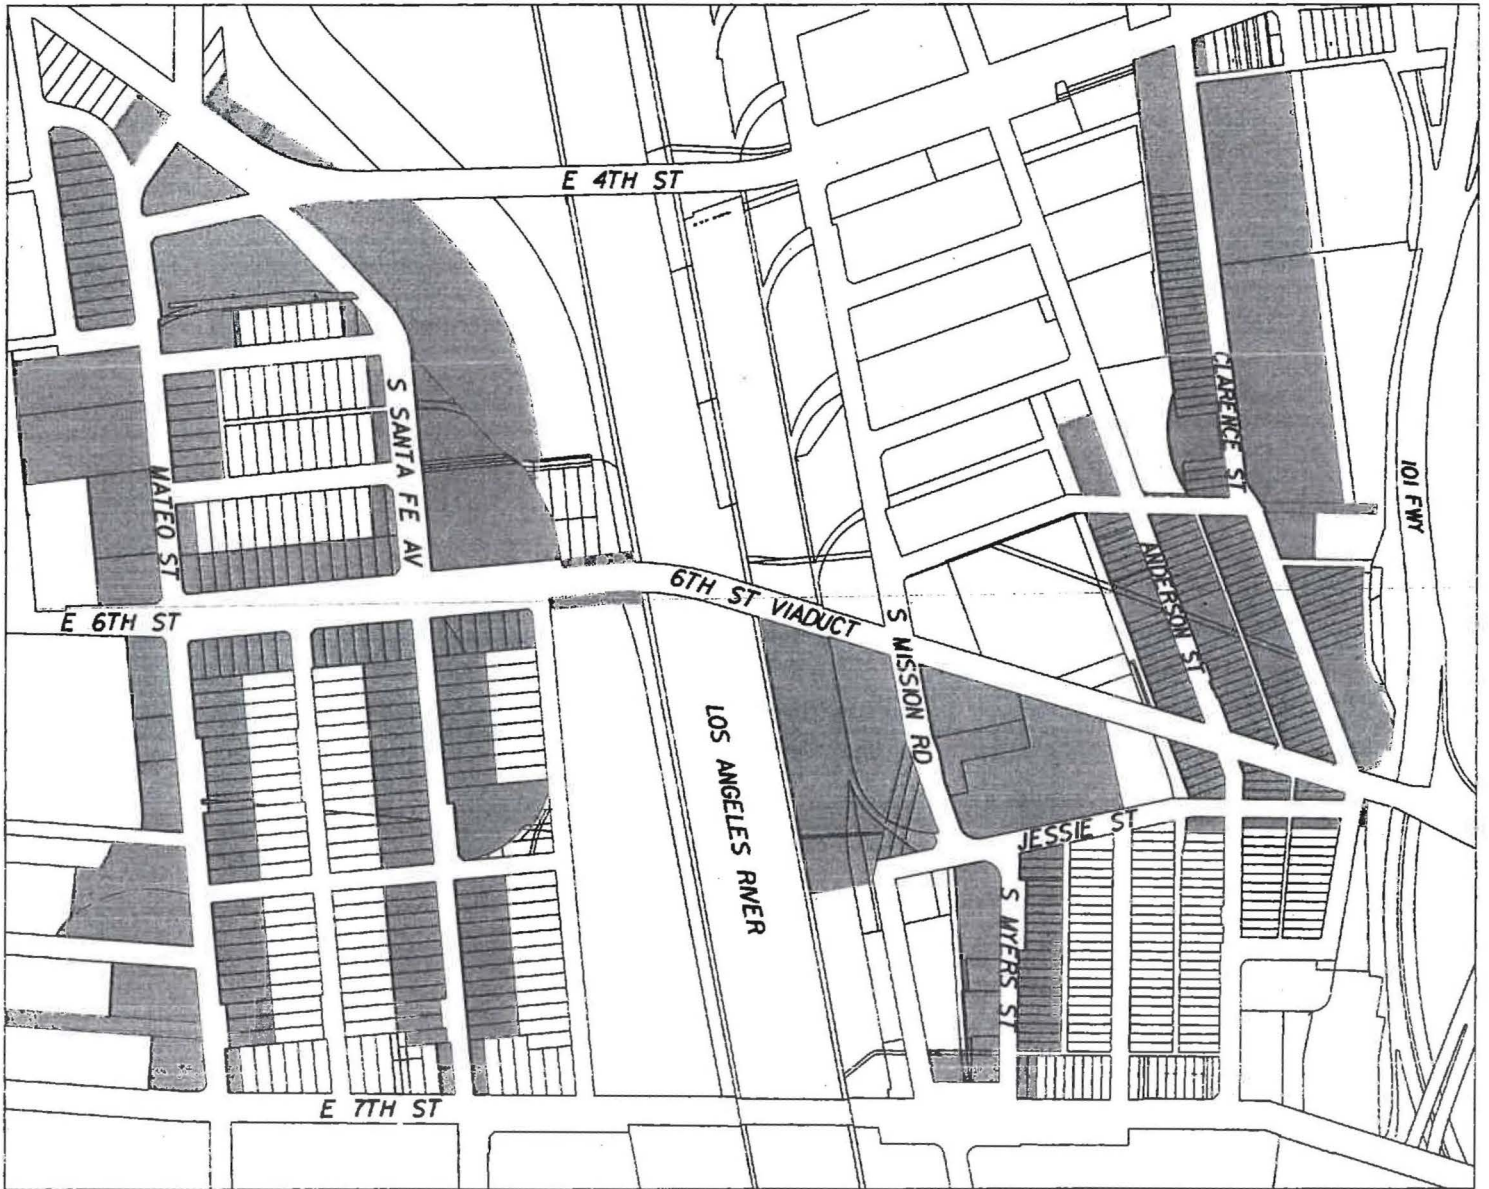 E 4TH ST
CLARENCE ST
S SANTA FE AV
101 FWY
MATEO ST
ANDERSON ST
6TH ST VIADUCT
E 6TH ST
S MISSION RD
LOS ANGELES RIVER
JESSIE ST
S MYERS ST
E 7TH ST